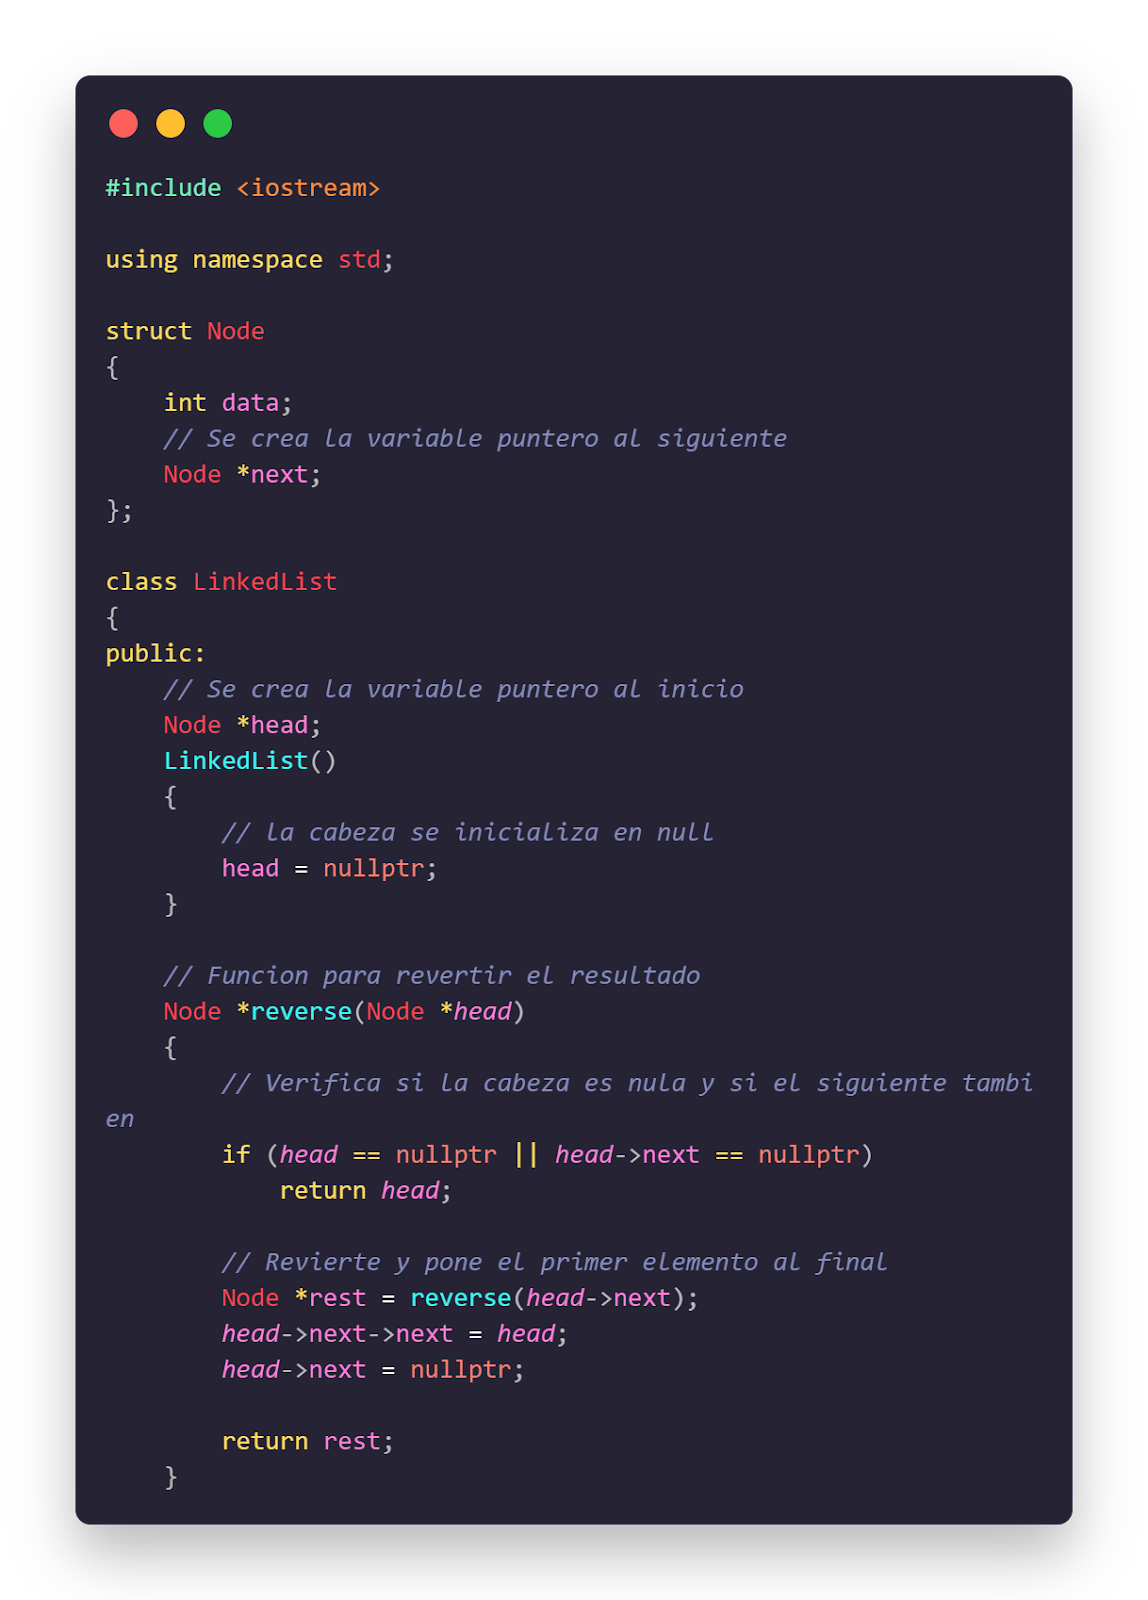 #include <iostream>
using namespace std;
struct Node
{
    int data;
    // Se crea la variable puntero al siguiente
    Node *next;
};
class LinkedList
{
public:
    // Se crea la variable puntero al inicio
    Node *head;
    LinkedList()
    {
        // la cabeza se inicializa en null
        head = nullptr;
    }
    // Funcion para revertir el resultado
    Node *reverse(Node *head)
    {
        // Verifica si la cabeza es nula y si el siguiente tambi
en
        if (head == nullptr || head->next == nullptr)
            return head;
        // Revierte y pone el primer elemento al final
        Node *rest = reverse(head->next);
        head->next->next = head;
        head->next = nullptr;
        return rest;
    }